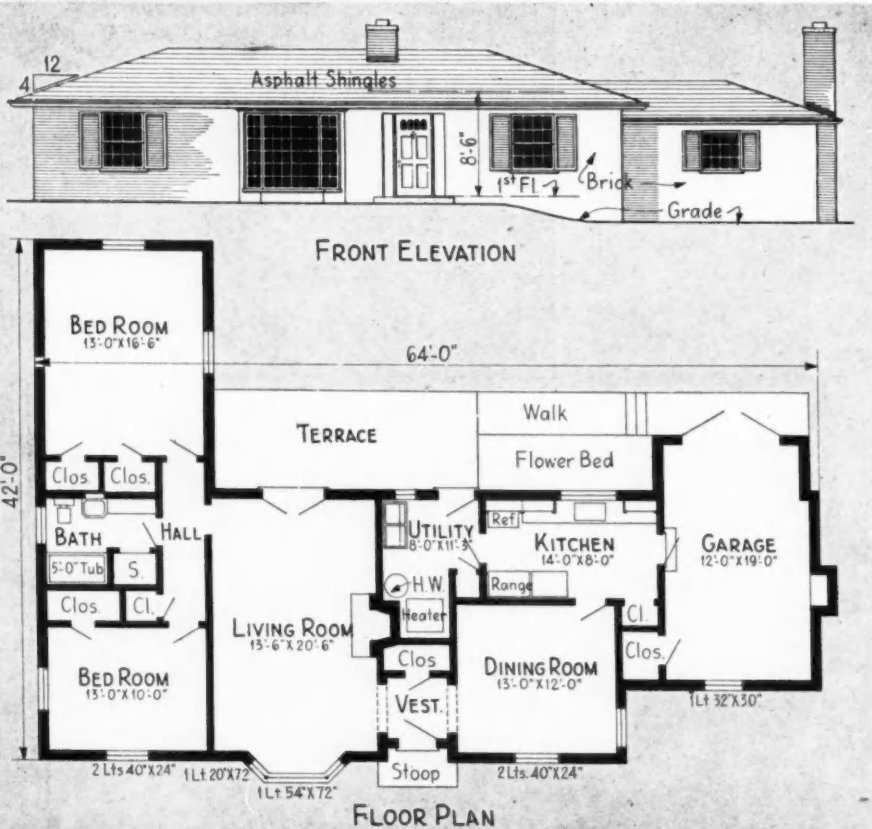 12
4
Asphalt Shingles
8'-6"
1st Fl.
Brick
Grade
FRONT ELEVATION
BED ROOM
13'-0"X16'-6"
64'-0"
42'-0"
TERRACE
Walk
Flower Bed
Clos.
Clos.
BATH
HALL
5'-0" Tub
S.
UTILITY
8'-0"X11'-3"
Ref.
KITCHEN
14'-0"X8'-0"
GARAGE
12'-0"X19'-0"
H.W.
Range
Heater
Clos.
Cl.
Cl.
LIVING ROOM
13'-6"X20'-6"
Clos
Clos.
BED ROOM
13'-0"X10'-0"
DINING ROOM
13'-0"X12'-0"
VEST.
1 Lt 32"X30"
2 Lts 40"X24"
1 Lt 20"X72"
Stoop
2 Lts. 40"X24"
1 Lt 54"X72"
FLOOR PLAN